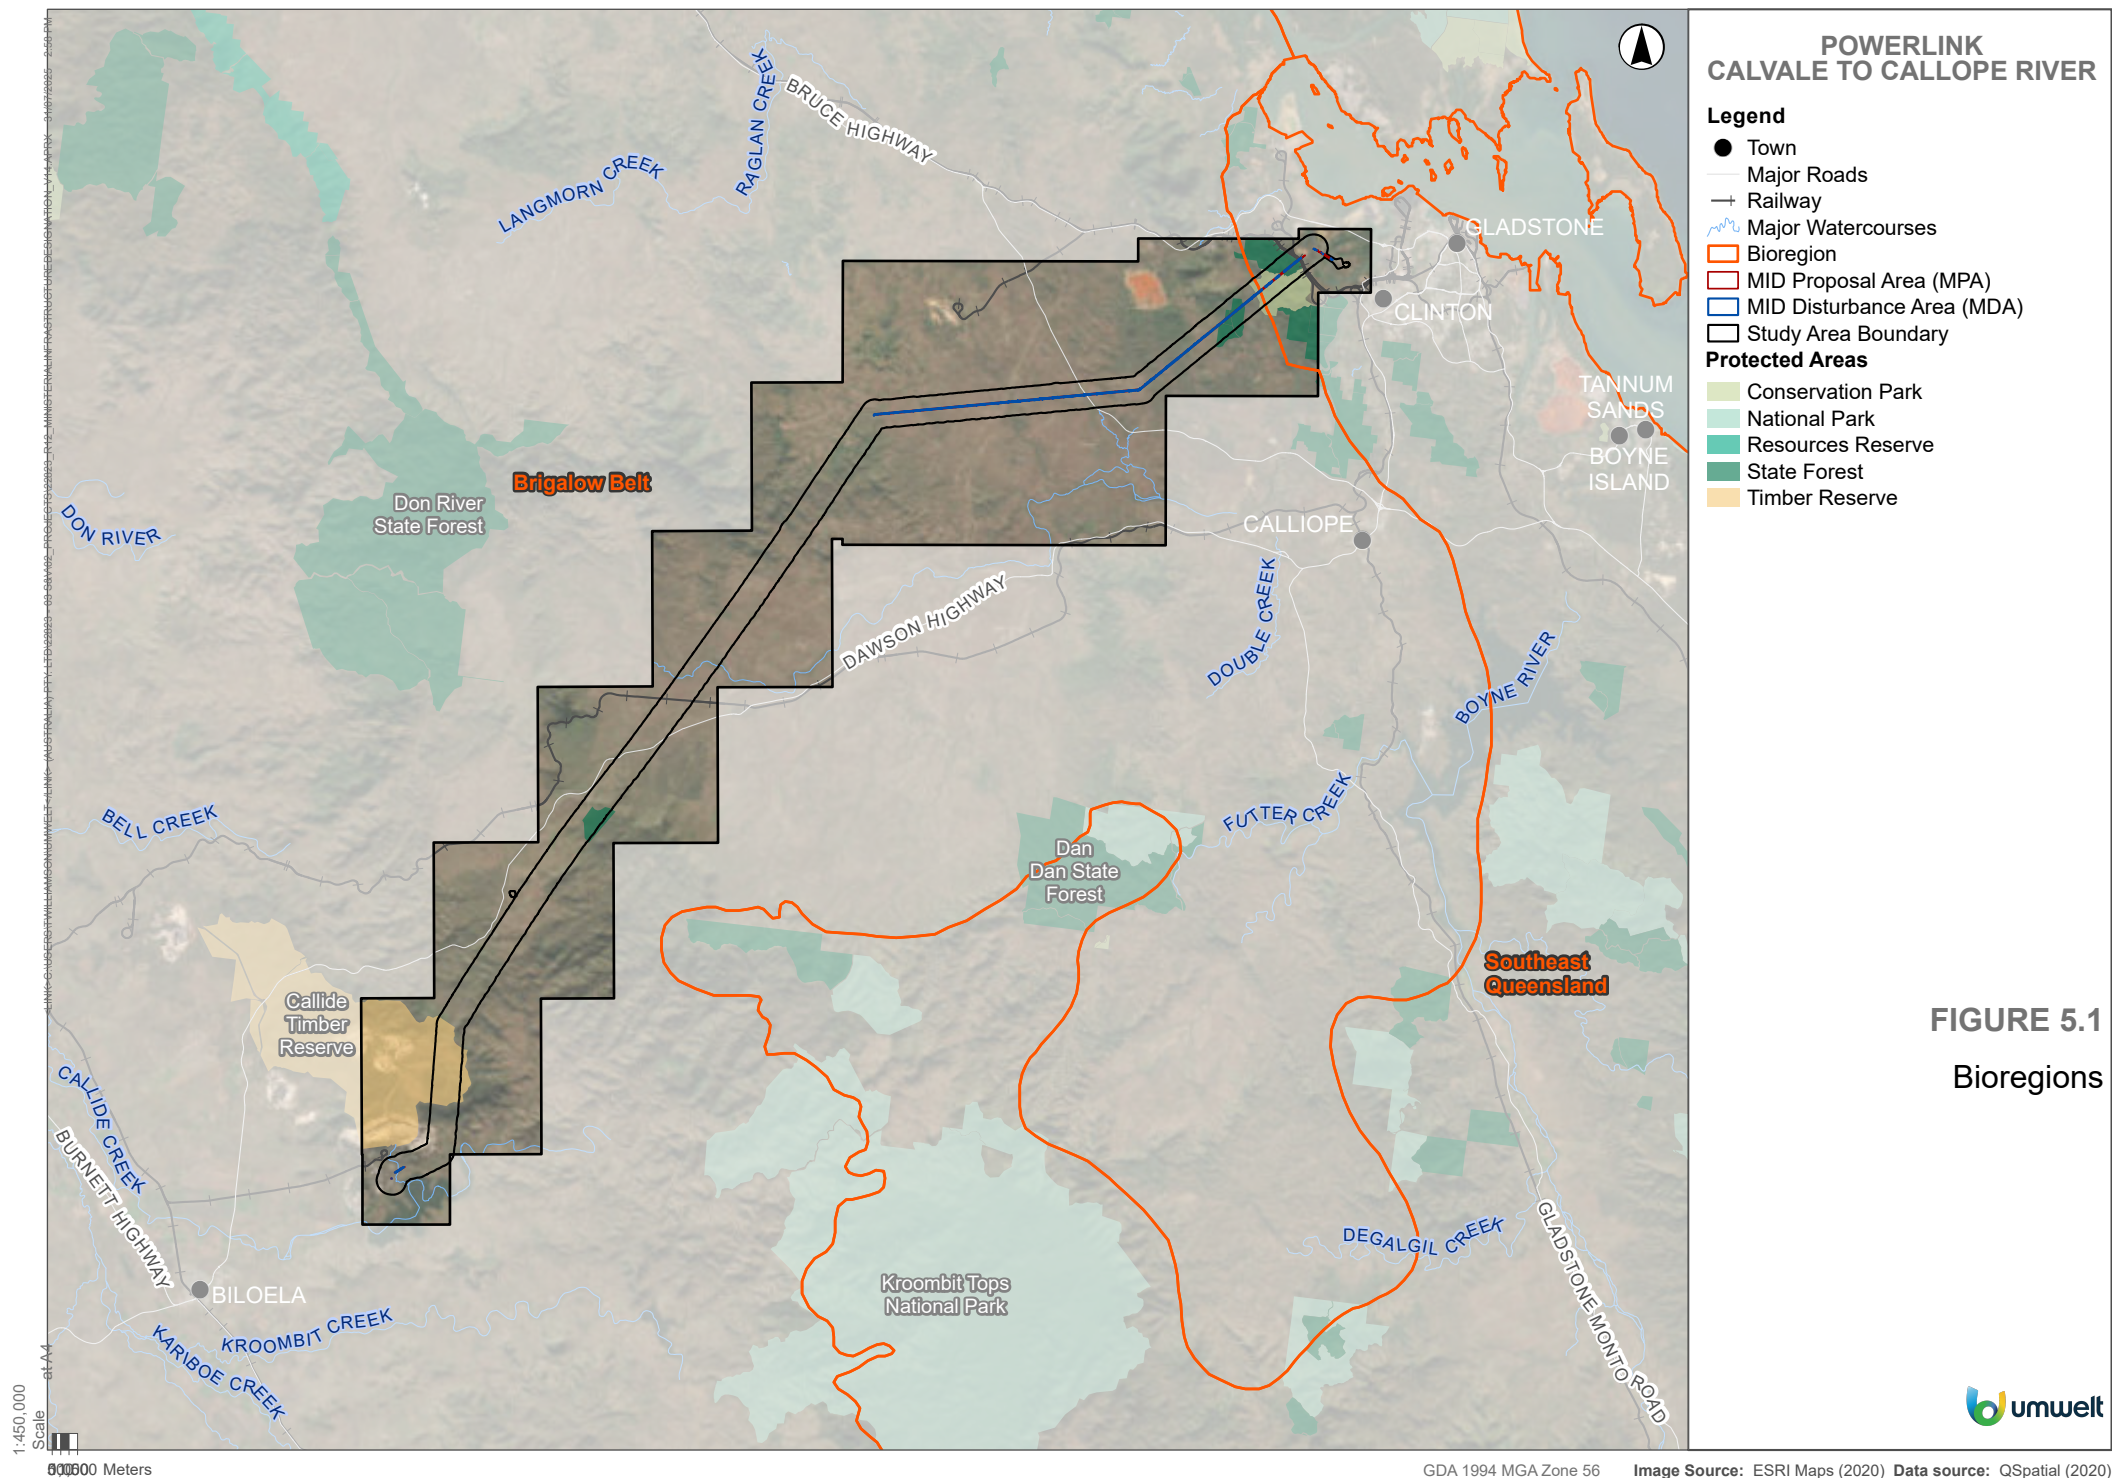 POWERLINK
CALVALE TO CALLOPE RIVER
Legend
Town
Major Roads
Railway
Major Watercourses
Bioregion
MID Proposal Area (MPA)
MID Disturbance Area (MDA)
Study Area Boundary
Protected Areas
Conservation Park
National Park
Resources Reserve
State Forest
Timber Reserve
FIGURE 5.1
Bioregions
umwelt
RAGLAN CREEK
BRUCE HIGHWAY
LANGMORN CREEK
GLADSTONE
CLINTON
TANNUM
SANDS
BOYNE
ISLAND
Brigalow Belt
Don River
State Forest
DON RIVER
CALLIOPE
DAWSON HIGHWAY
DOUBLE CREEK
BOYNE RIVER
BELL CREEK
FUTTER CREEK
Dan
Dan State
Forest
Southeast
Queensland
Callide
Timber
Reserve
CALLIDE CREEK
BURNETT HIGHWAY
DEGALGIL CREEK
GLADSTONE MONTO ROAD
Kroombit Tops
National Park
BILOELA
KROOMBIT CREEK
KARIBOE CREEK
1:450,000
Scale
at A4
Meters
GDA 1994 MGA Zone 56
Image Source: ESRI Maps (2020) Data source: QSpatial (2020)